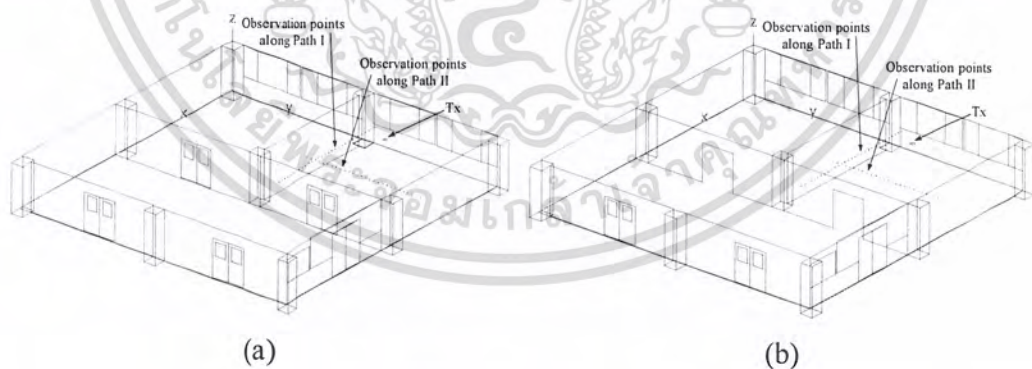 Z
Observation points
along Path I
Observation points
along Path II
Tx
x
y
(a)
Z
Observation points
along Path I
Observation points
along Path II
Tx
x
y
(b)